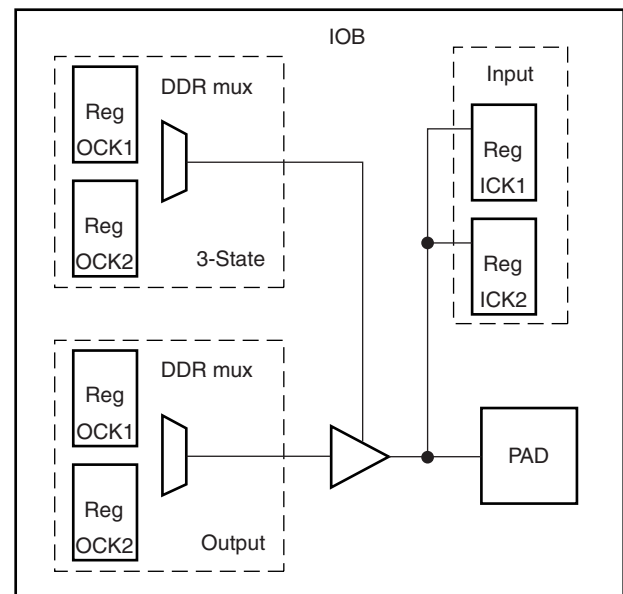 IOB
DDR mux
Reg
OCK1
Reg
OCK2
3-State
Input
Reg
ICK1
Reg
ICK2
DDR mux
Reg
OCK1
Reg
OCK2
Output
PAD